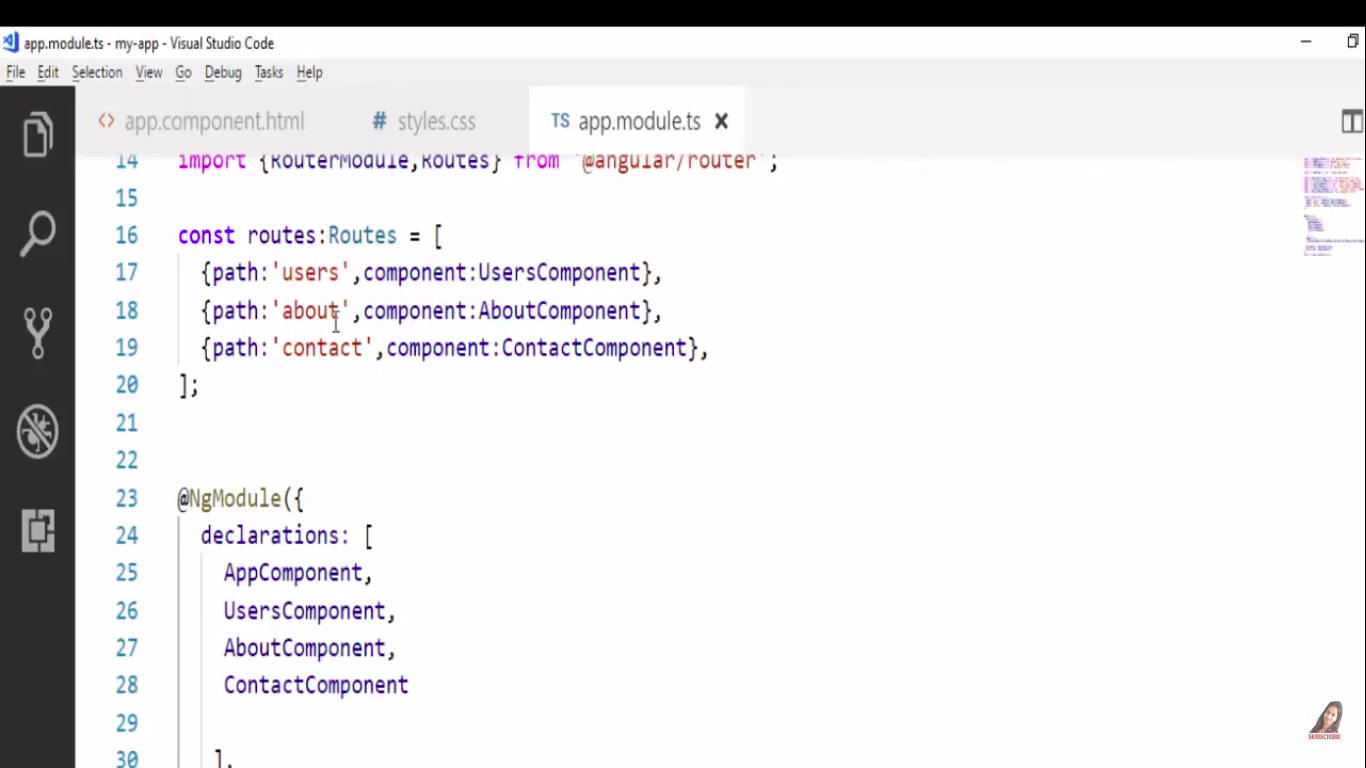 app.module.ts - my-app - Visual Studio Code
File Edit Selection View Go Debug Tasks Help
<> app.component.html # styles.css TS app.module.ts ×
14 import {RouterModule,Routes} from '@angular/router';
15
16 const routes:Routes = [
17 {path:'users',component:UsersComponent},
18 {path:'about',component:AboutComponent},
19 {path:'contact',component:ContactComponent},
20 ];
21
22
23 @NgModule({
24 declarations: [
25 AppComponent,
26 UsersComponent,
27 AboutComponent,
28 ContactComponent
29
30 ],
SUBSCRIBE